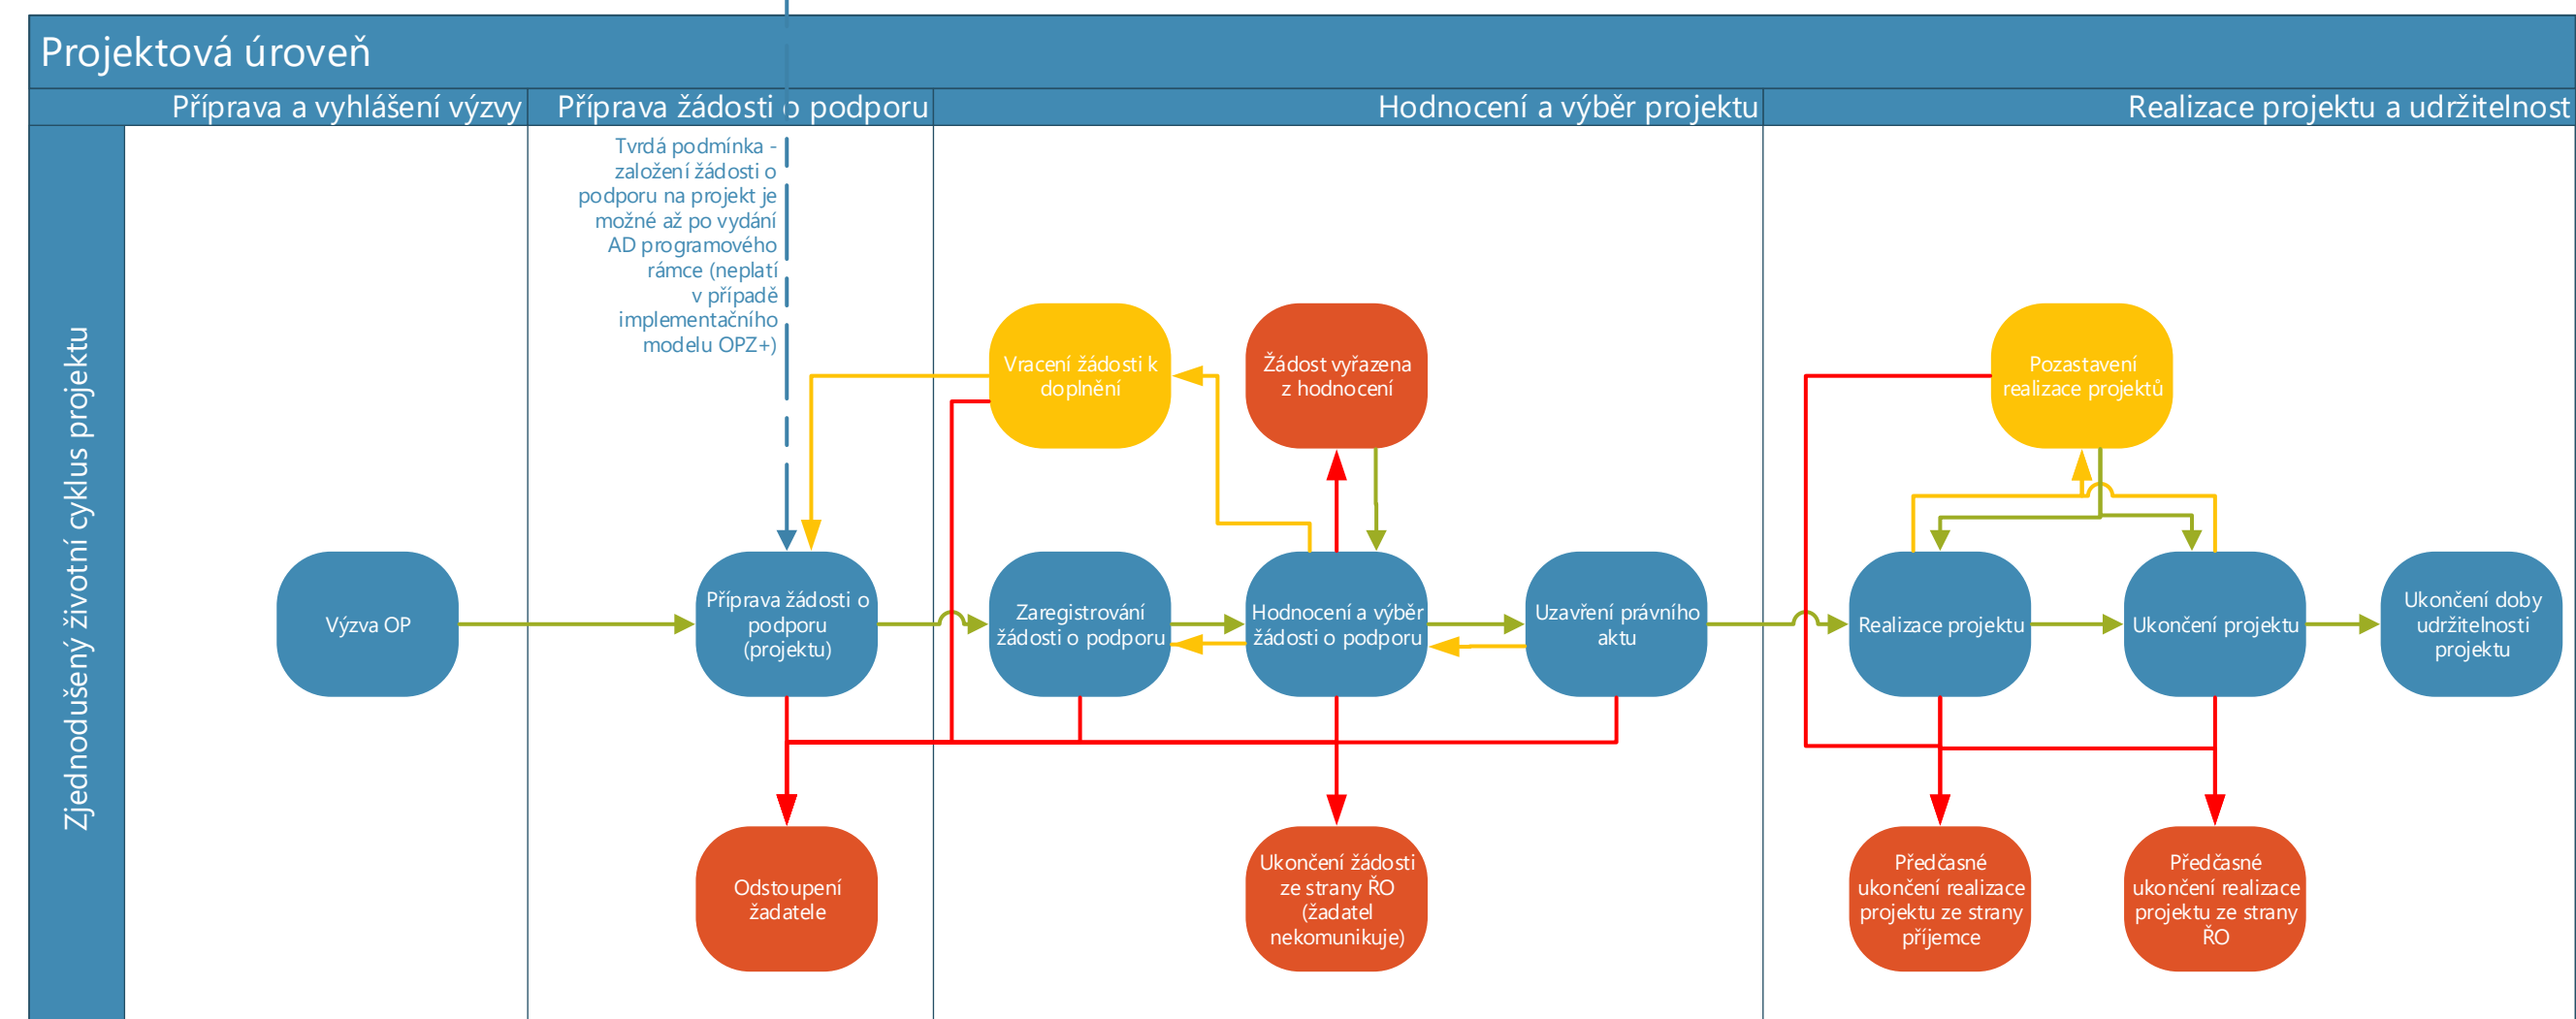 Projektová úroveň
Příprava a vyhlášení výzvy
Příprava žádosti o podporu
Hodnocení a výběr projektu
Realizace projektu a udržitelnost
Zjednodušený životní cyklus projektu
Tvrdá podmínka -
založení žádosti o
podporu na projekt je
možné až po vydání
AD programového
rámce (neplatí
v případě
implementačního
modelu OPZ+)
Vracení žádosti k
doplnění
Žádost vyřazena
z hodnocení
Pozastavení
realizace projektů
Výzva OP
Příprava žádosti o
podporu
(projektu)
Zaregistrování
žádosti o podporu
Hodnocení a výběr
žádosti o podporu
Uzavření právního
aktu
Realizace projektu
Ukončení projektu
Ukončení doby
udržitelnosti
projektu
Odstoupení
žadatele
Ukončení žádosti
ze strany ŘO
(žadatel
nekomunikuje)
Předčasné
ukončení realizace
projektu ze strany
příjemce
Předčasné
ukončení realizace
projektu ze strany
ŘO